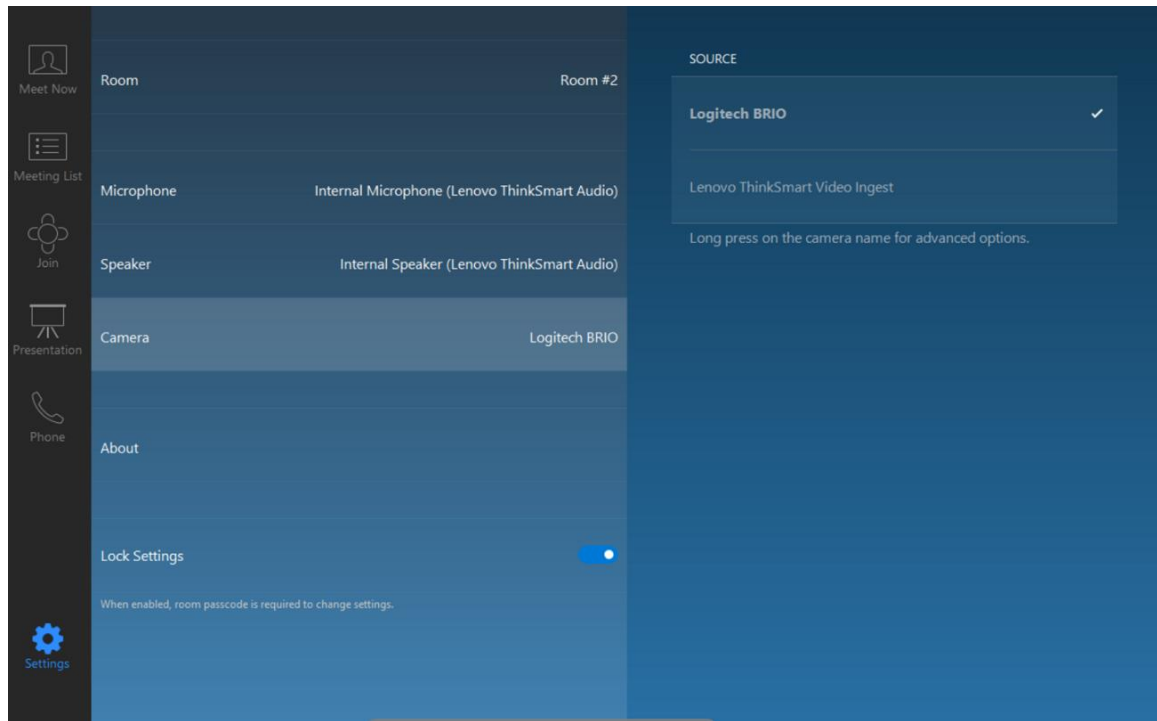 Meet Now
Meeting List
Join
Presentation
Phone
Settings
Room Room #2
Microphone Internal Microphone (Lenovo ThinkSmart Audio)
Speaker Internal Speaker (Lenovo ThinkSmart Audio)
Camera Logitech BRIO
About
Lock Settings
When enabled, room passcode is required to change settings.
SOURCE
Logitech BRIO
Lenovo ThinkSmart Video Ingest
Long press on the camera name for advanced options.